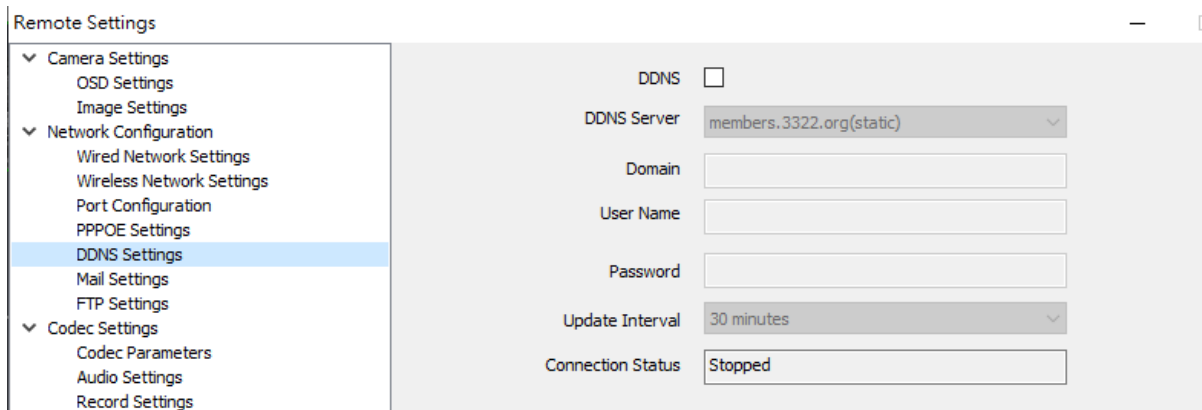 Remote Settings
Camera Settings
OSD Settings
Image Settings
Network Configuration
Wired Network Settings
Wireless Network Settings
Port Configuration
PPPOE Settings
DDNS Settings
Mail Settings
FTP Settings
Codec Settings
Codec Parameters
Audio Settings
Record Settings
DDNS
DDNS Server members.3322.org(static)
Domain
User Name
Password
Update Interval 30 minutes
Connection Status Stopped